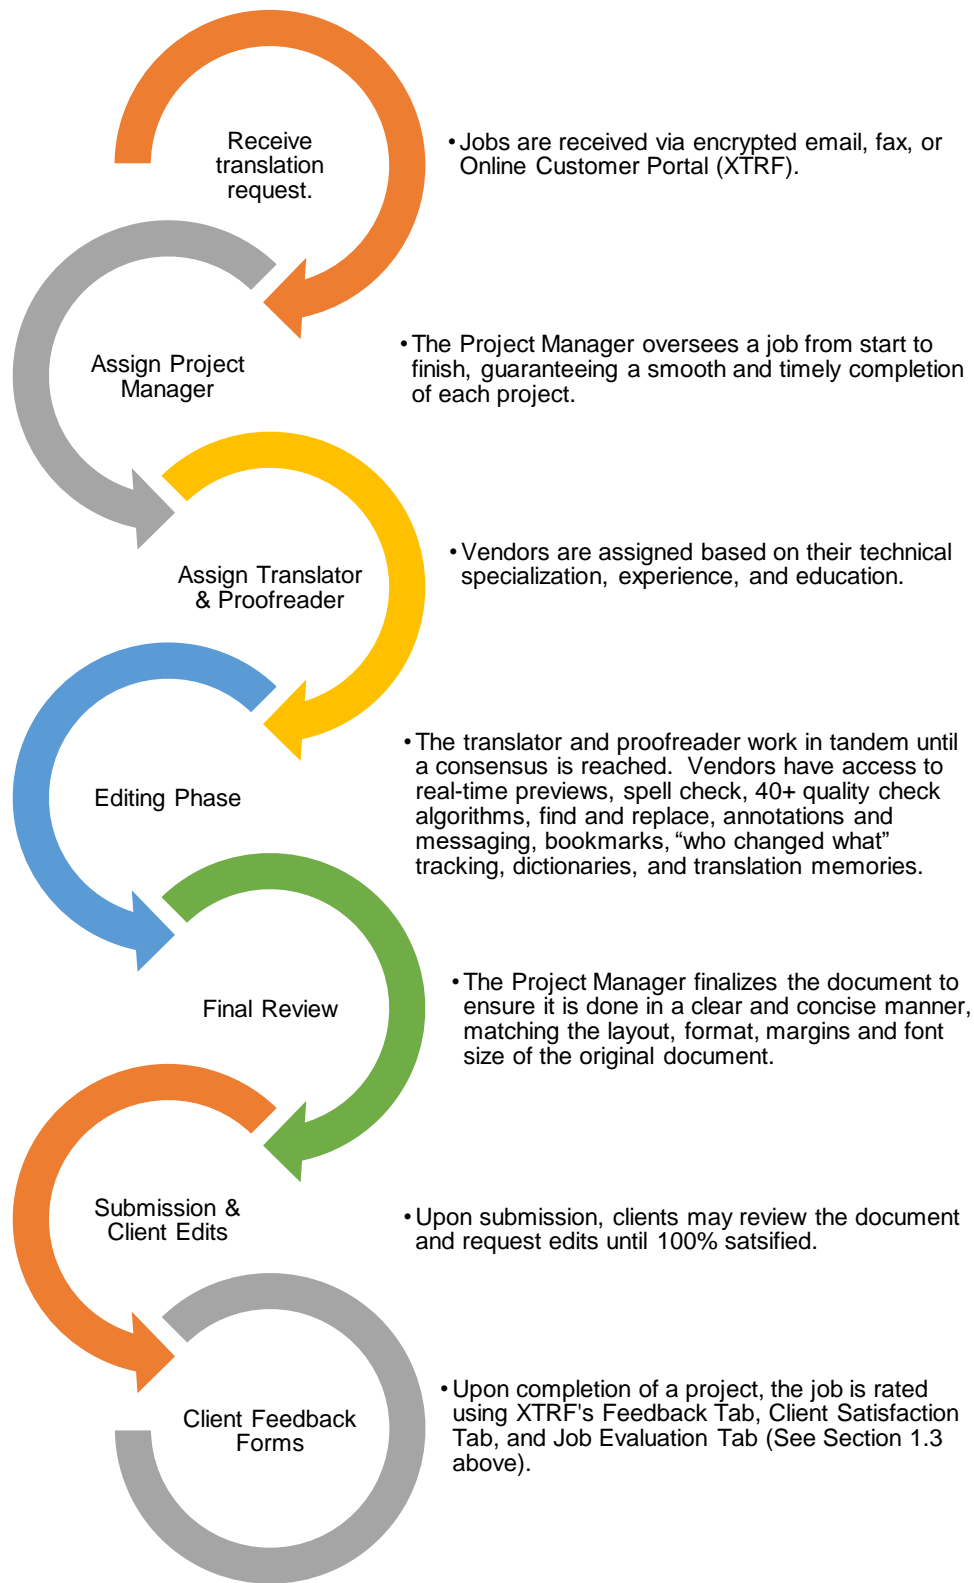 Receive
translation
request.
• Jobs are received via encrypted email, fax, or
Online Customer Portal (XTRF).
Assign Project
Manager
• The Project Manager oversees a job from start to
finish, guaranteeing a smooth and timely completion
of each project.
Assign Translator
& Proofreader
• Vendors are assigned based on their technical
specialization, experience, and education.
Editing Phase
• The translator and proofreader work in tandem until
a consensus is reached.  Vendors have access to
real-time previews, spell check, 40+ quality check
algorithms, find and replace, annotations and
messaging, bookmarks, “who changed what”
tracking, dictionaries, and translation memories.
Final Review
• The Project Manager finalizes the document to
ensure it is done in a clear and concise manner,
matching the layout, format, margins and font
size of the original document.
Submission &
Client Edits
• Upon submission, clients may review the document
and request edits until 100% satsified.
Client Feedback
Forms
• Upon completion of a project, the job is rated
using XTRF's Feedback Tab, Client Satisfaction
Tab, and Job Evaluation Tab (See Section 1.3
above).